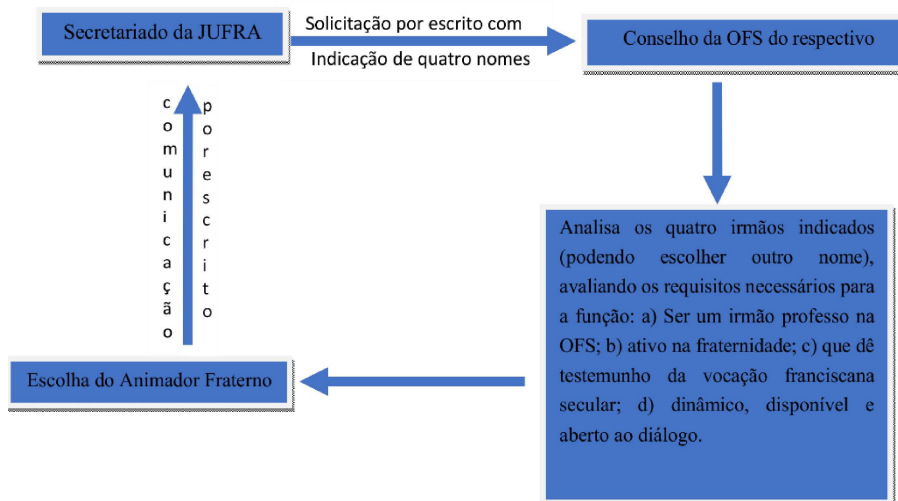 Secretariado da JUFRA
Solicitação por escrito com
Indicação de quatro nomes
Conselho da OFS do respectivo
Analisa os quatro irmãos indicados
(podendo escolher outro nome),
avaliando os requisitos necessários para
a função: a) Ser um irmão professo na
OFS; b) ativo na fraternidade; c) que dê
testemunho da vocação franciscana
secular; d) dinâmico, disponível e
aberto ao diálogo.
Escolha do Animador Fraterno
comunicação
por escrito